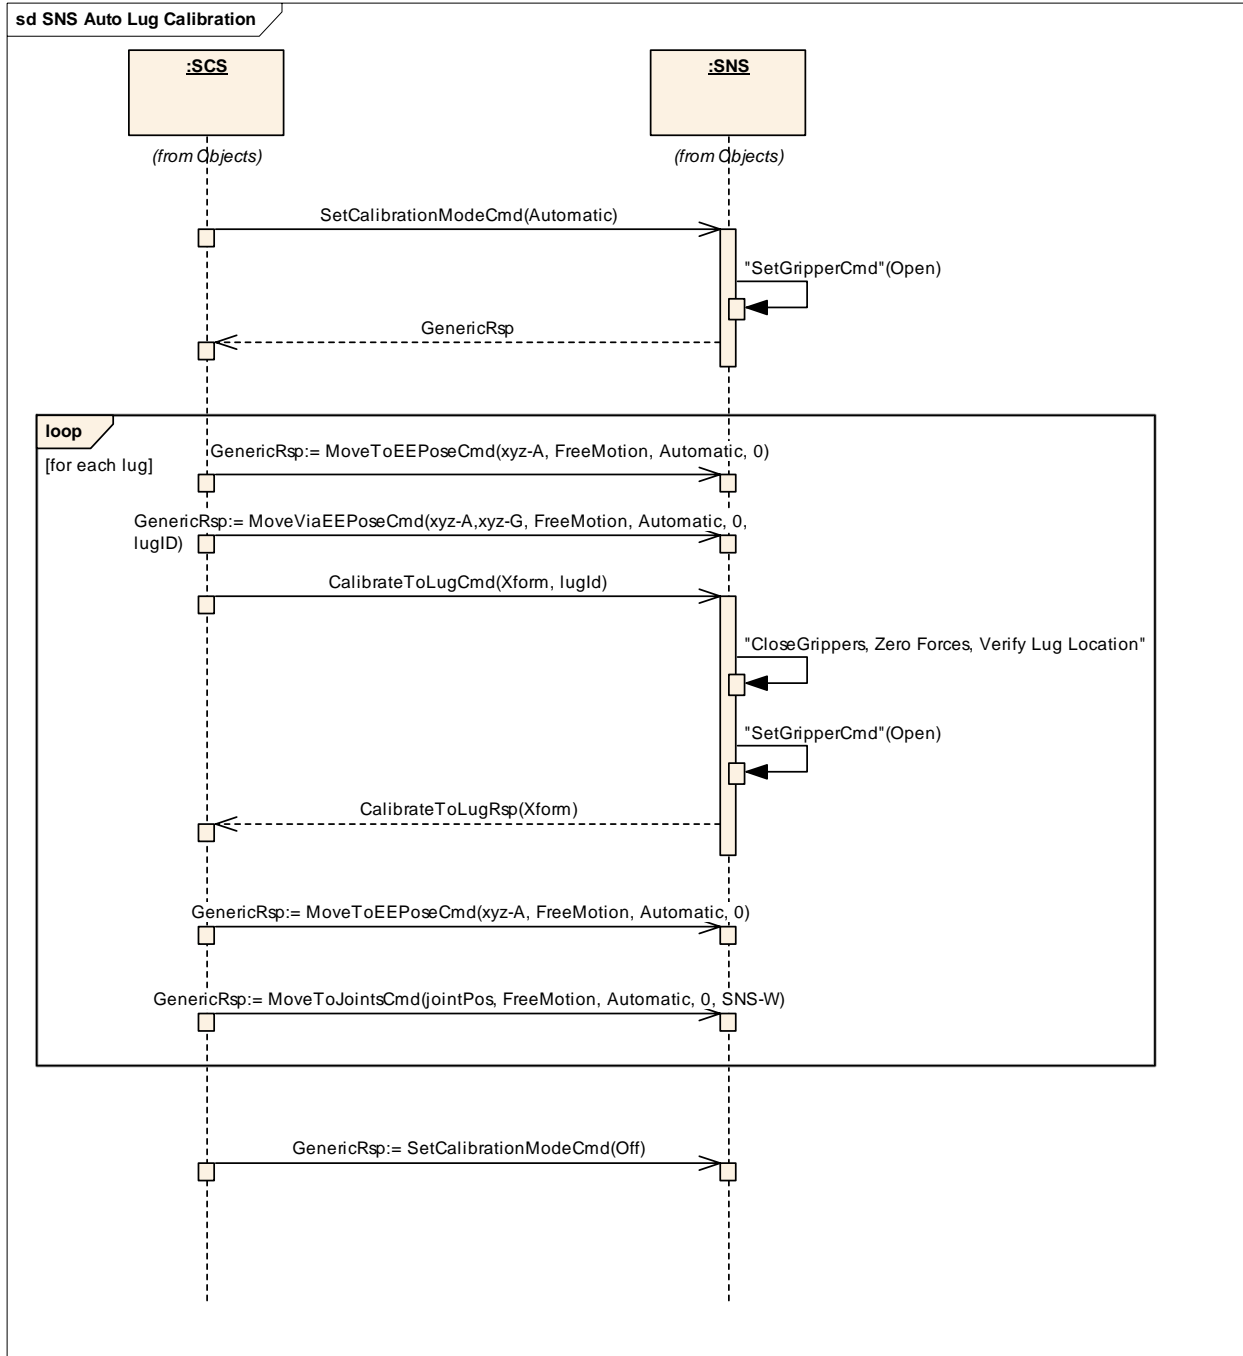 sd SNS Auto Lug Calibration
:SCS
:SNS
(from Objects)
(from Objects)
SetCalibrationModeCmd(Automatic)
"SetGripperCmd"(Open)
GenericRsp
loop
[for each lug]
GenericRsp:= MoveToEEPoseCmd(xyz-A, FreeMotion, Automatic, 0)
GenericRsp:= MoveViaEEPoseCmd(xyz-A,xyz-G, FreeMotion, Automatic, 0,
lugID)
CalibrateToLugCmd(Xform, lugId)
"CloseGrippers, Zero Forces, Verify Lug Location"
"SetGripperCmd"(Open)
CalibrateToLugRsp(Xform)
GenericRsp:= MoveToEEPoseCmd(xyz-A, FreeMotion, Automatic, 0)
GenericRsp:= MoveToJointsCmd(jointPos, FreeMotion, Automatic, 0, SNS-W)
GenericRsp:= SetCalibrationModeCmd(Off)